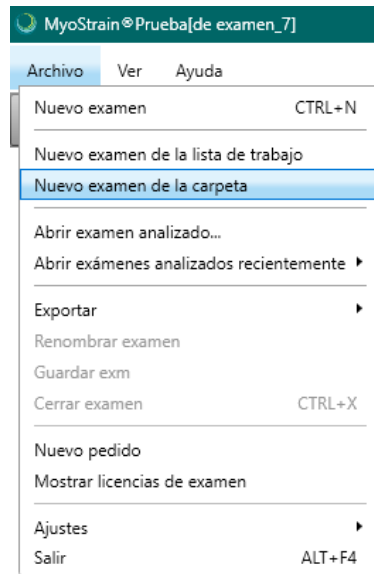 MyoStrain®Prueba[de examen_7]
Archivo Ver Ayuda
Nuevo examen CTRL+N
Nuevo examen de la lista de trabajo
Nuevo examen de la carpeta
Abrir examen analizado...
Abrir exámenes analizados recientemente
Exportar
Renombrar examen
Guardar exm
Cerrar examen CTRL+X
Nuevo pedido
Mostrar licencias de examen
Ajustes
Salir ALT+F4